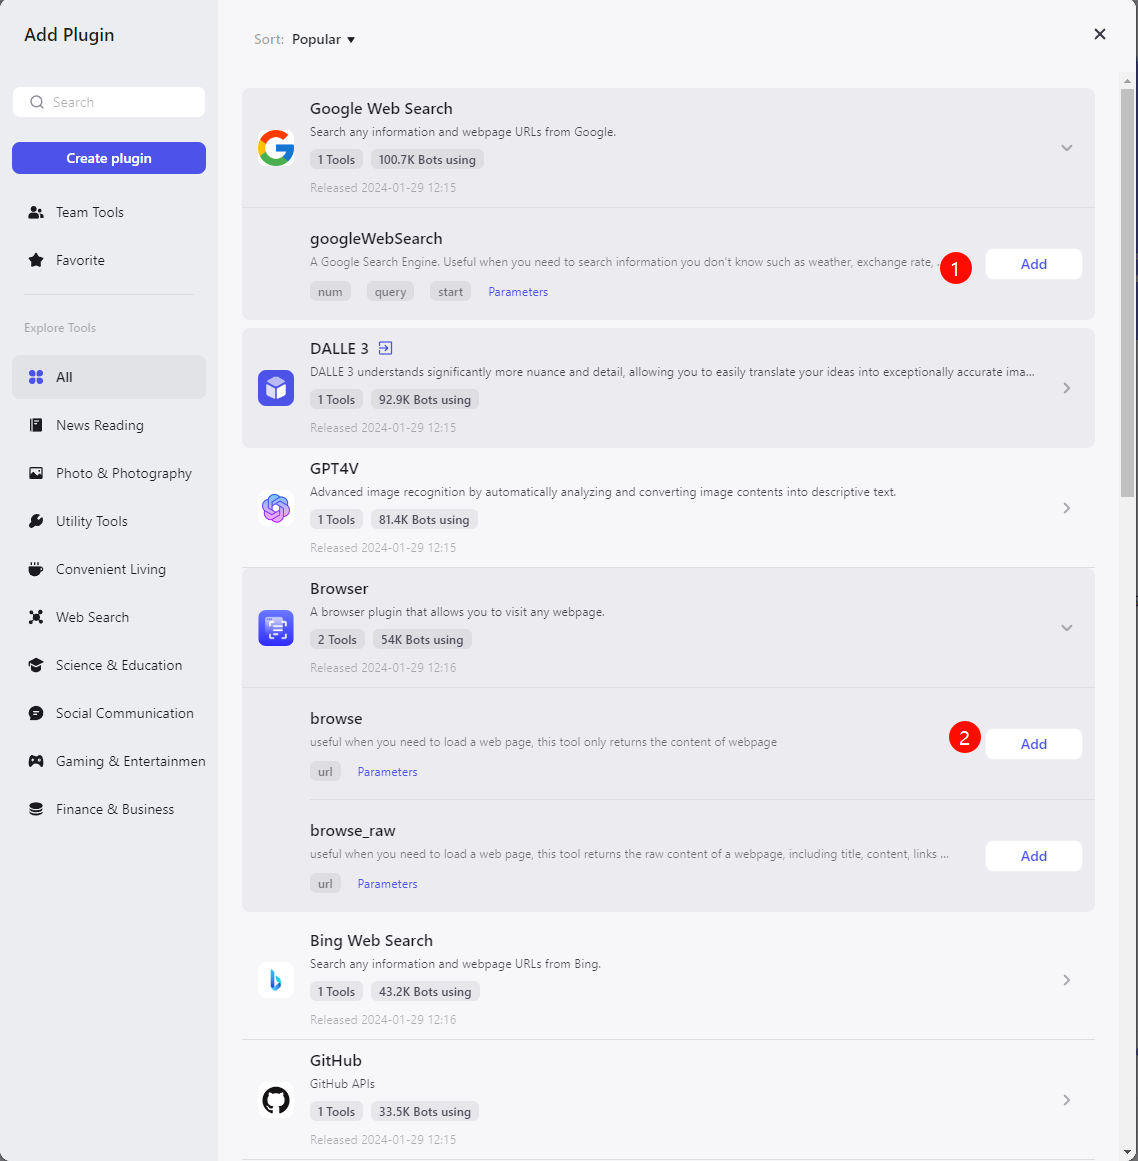 Add Plugin
Search
Create plugin
Team Tools
Favorite
Explore Tools
All
News Reading
Photo & Photography
Utility Tools
Convenient Living
Web Search
Science & Education
Social Communication
Gaming & Entertainmen
Finance & Business
Sort: Popular
Google Web Search
Search any information and webpage URLs from Google.
1 Tools 100.7K Bots using
Released 2024-01-29 12:15
googleWebSearch
A Google Search Engine. Useful when you need to search information you don't know such as weather, exchange rate, ..
1 Add
num query start Parameters
DALLE 3
DALLE 3 understands significantly more nuance and detail, allowing you to easily translate your ideas into exceptionally accurate ima...
1 Tools 92.9K Bots using
Released 2024-01-29 12:15
GPT4V
Advanced image recognition by automatically analyzing and converting image contents into descriptive text.
1 Tools 81.4K Bots using
Released 2024-01-29 12:15
Browser
A browser plugin that allows you to visit any webpage.
2 Tools 54K Bots using
Released 2024-01-29 12:16
browse
useful when you need to load a web page, this tool only returns the content of webpage
2 Add
url Parameters
browse_raw
useful when you need to load a web page, this tool returns the raw content of a webpage, including title, content, links ...
Add
url Parameters
Bing Web Search
Search any information and webpage URLs from Bing.
1 Tools 43.2K Bots using
Released 2024-01-29 12:16
GitHub
GitHub APIs
1 Tools 33.5K Bots using
Released 2024-01-29 12:15